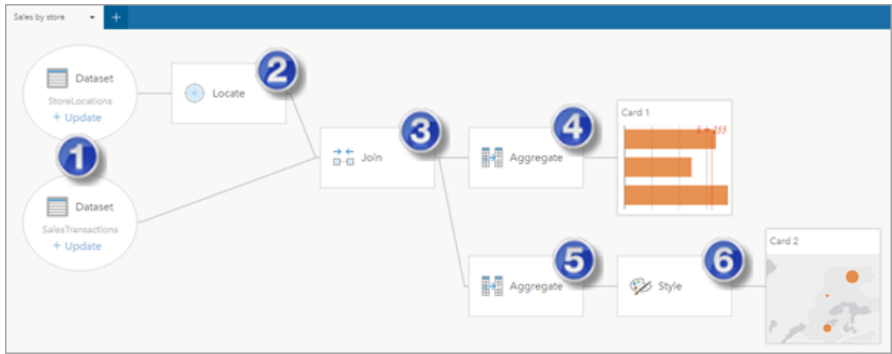 Sales by store
+
Dataset
StoreLocations
+ Update
1
Dataset
SalesTransactions
+ Update
2
Locate
3
Join
4
Aggregate
Card 1
5
Aggregate
6
Style
Card 2